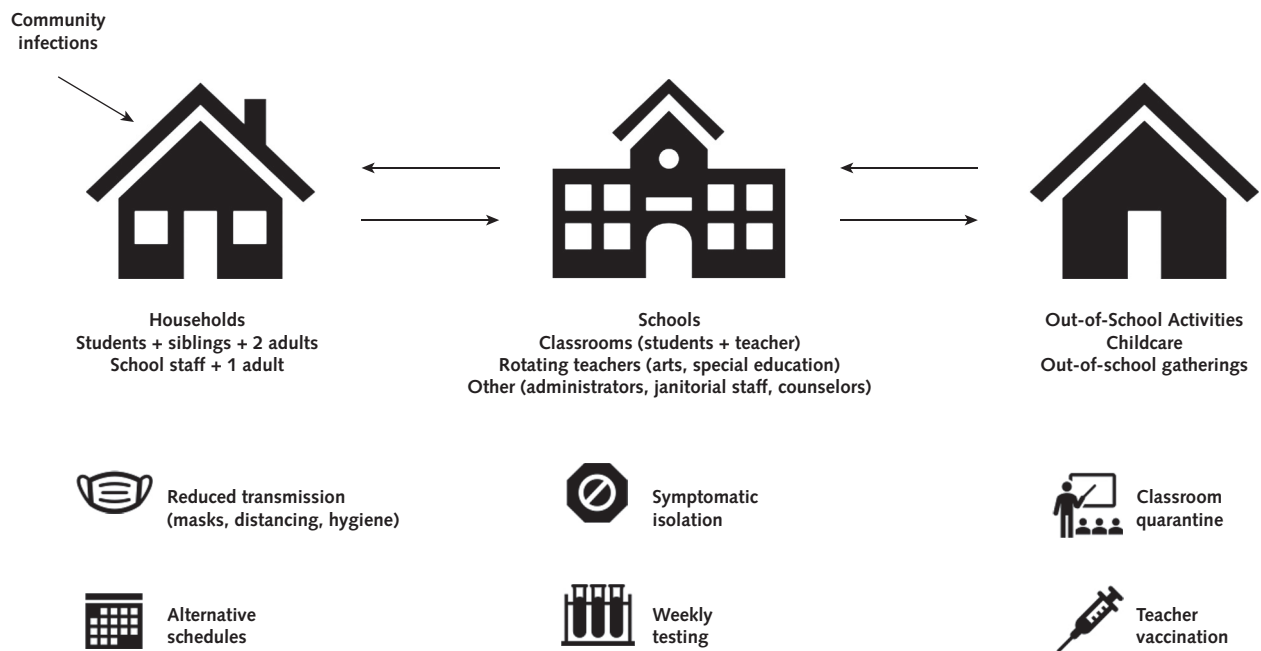 Community
infections
Households
Students + siblings + 2 adults
School staff + 1 adult
Schools
Classrooms (students + teacher)
Rotating teachers (arts, special education)
Other (administrators, janitorial staff, counselors)
Out-of-School Activities
Childcare
Out-of-school gatherings
Reduced transmission
(masks, distancing, hygiene)
Symptomatic
isolation
Classroom
quarantine
Alternative
schedules
Weekly
testing
Teacher
vaccination